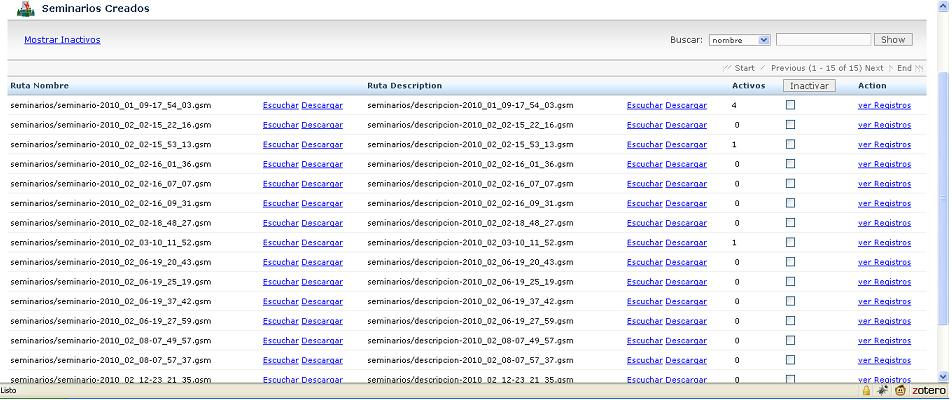 Seminarios Creados
Mostrar Inactivos Buscar: nombre Show
Start Previous (1 - 15 of 15) Next End
Ruta Nombre Ruta Description Activos Inactivar Action
seminarios/seminario-2010_01_09-17_54_03.gsm Escuchar Descargar seminarios/descripcion-2010_01_09-17_54_03.gsm Escuchar Descargar 4 ver Registros
seminarios/seminario-2010_02_02-15_22_16.gsm Escuchar Descargar seminarios/descripcion-2010_02_02-15_22_16.gsm Escuchar Descargar 0 ver Registros
seminarios/seminario-2010_02_02-15_53_13.gsm Escuchar Descargar seminarios/descripcion-2010_02_02-15_53_13.gsm Escuchar Descargar 1 ver Registros
seminarios/seminario-2010_02_02-16_01_36.gsm Escuchar Descargar seminarios/descripcion-2010_02_02-16_01_36.gsm Escuchar Descargar 0 ver Registros
seminarios/seminario-2010_02_02-16_07_07.gsm Escuchar Descargar seminarios/descripcion-2010_02_02-16_07_07.gsm Escuchar Descargar 0 ver Registros
seminarios/seminario-2010_02_02-16_09_31.gsm Escuchar Descargar seminarios/descripcion-2010_02_02-16_09_31.gsm Escuchar Descargar 0 ver Registros
seminarios/seminario-2010_02_02-18_48_27.gsm Escuchar Descargar seminarios/descripcion-2010_02_02-18_48_27.gsm Escuchar Descargar 0 ver Registros
seminarios/seminario-2010_02_03-10_11_52.gsm Escuchar Descargar seminarios/descripcion-2010_02_03-10_11_52.gsm Escuchar Descargar 1 ver Registros
seminarios/seminario-2010_02_06-19_20_43.gsm Escuchar Descargar seminarios/descripcion-2010_02_06-19_20_43.gsm Escuchar Descargar 0 ver Registros
seminarios/seminario-2010_02_06-19_25_19.gsm Escuchar Descargar seminarios/descripcion-2010_02_06-19_25_19.gsm Escuchar Descargar 0 ver Registros
seminarios/seminario-2010_02_06-19_37_42.gsm Escuchar Descargar seminarios/descripcion-2010_02_06-19_37_42.gsm Escuchar Descargar 0 ver Registros
seminarios/seminario-2010_02_06-19_27_59.gsm Escuchar Descargar seminarios/descripcion-2010_02_06-19_27_59.gsm Escuchar Descargar 0 ver Registros
seminarios/seminario-2010_02_08-07_49_57.gsm Escuchar Descargar seminarios/descripcion-2010_02_08-07_49_57.gsm Escuchar Descargar 0 ver Registros
seminarios/seminario-2010_02_08-07_57_37.gsm Escuchar Descargar seminarios/descripcion-2010_02_08-07_57_37.gsm Escuchar Descargar 0 ver Registros
seminarios/seminario-2010_02_12-23_21_35.gsm Escuchar Descargar seminarios/descripcion-2010_02_12-23_21_35.gsm Escuchar Descargar 0 ver Registros
Listo zotero